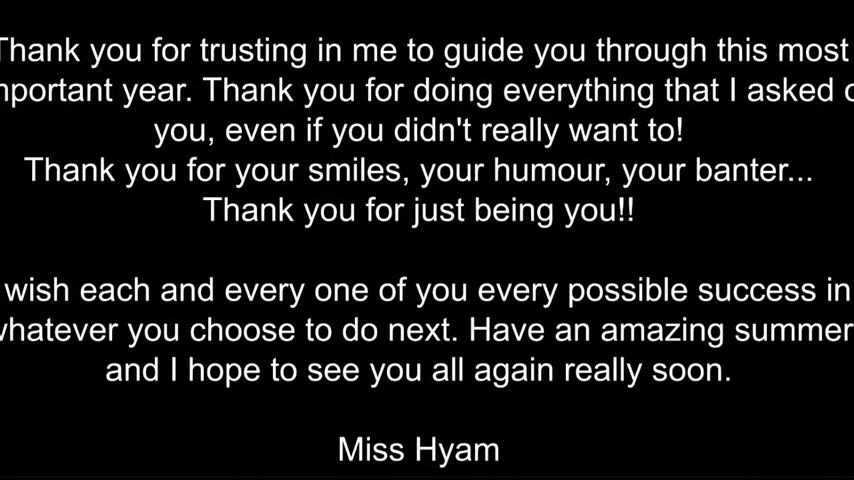 Thank you for trusting in me to guide you through this most
mportant year. Thank you for doing everything that I asked o
you, even if you didn't really want to!
Thank you for your smiles, your humour, your banter...
Thank you for just being you!!
wish each and every one of you every possible success in
whatever you choose to do next. Have an amazing summer
and I hope to see you all again really soon.
Miss Hyam